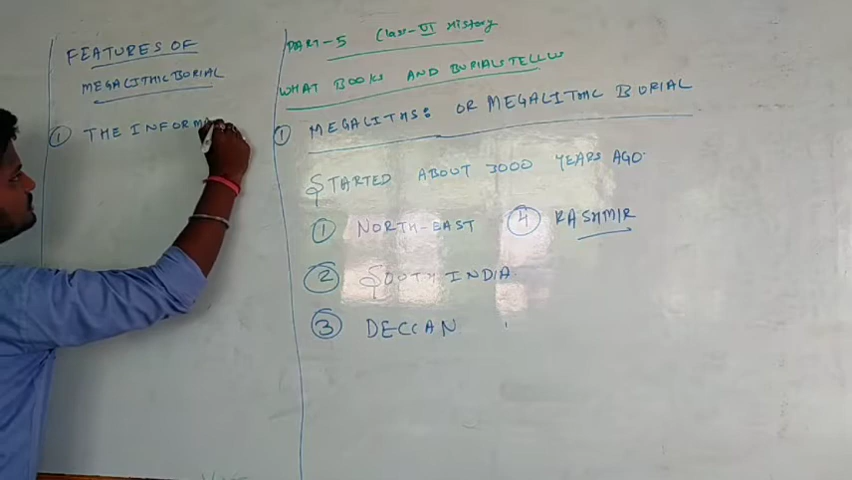 FEATURES OF
MEGALITHIC BURIAL
① THE INFORM
PART-5 Class-VI History
WHAT BOOKS AND BURIALS TELL US
① MEGALITHS: OR MEGALITHIC BURIAL
STARTED ABOUT 3000 YEARS AGO.
① NORTH-EAST ④ KASHMIR
② SOUTH INDIA
③ DECCAN